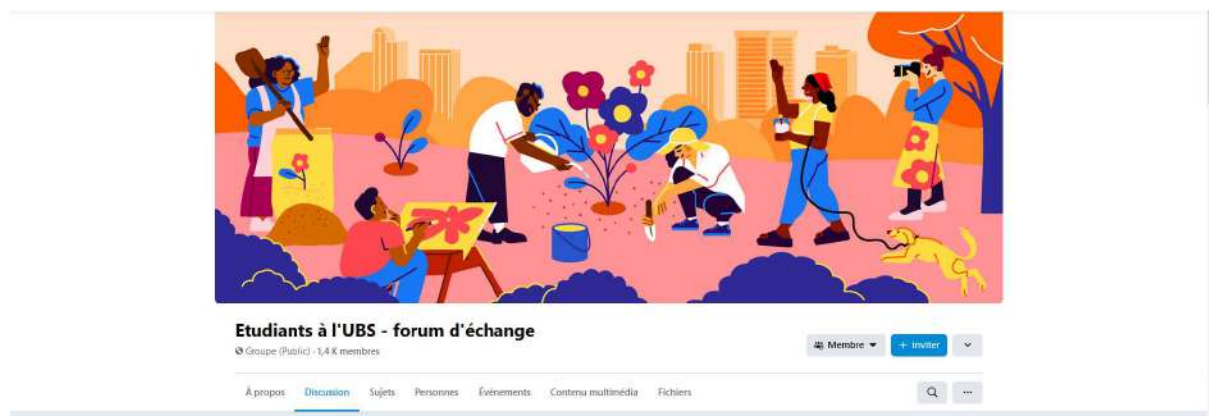 Etudiants à l'UBS - forum d'échange
Groupe (Public) · 1,4 K membres
Membre
+ Inviter
À propos Discussion Sujets Personnes Événements Contenu multimédia Fichiers